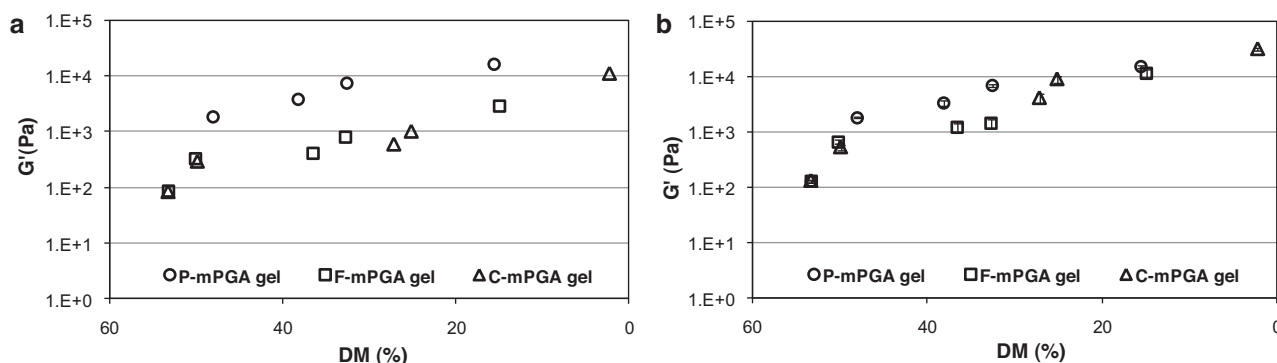 a
1.E+5
1.E+4
1.E+3
1.E+2
1.E+1
1.E+0
G'(Pa)
P-mPGA gel F-mPGA gel C-mPGA gel
60 40 20 0
DM (%)
b
1.E+5
1.E+4
1.E+3
1.E+2
1.E+1
1.E+0
G' (Pa)
P-mPGA gel F-mPGA gel C-mPGA gel
60 40 20 0
DM (%)